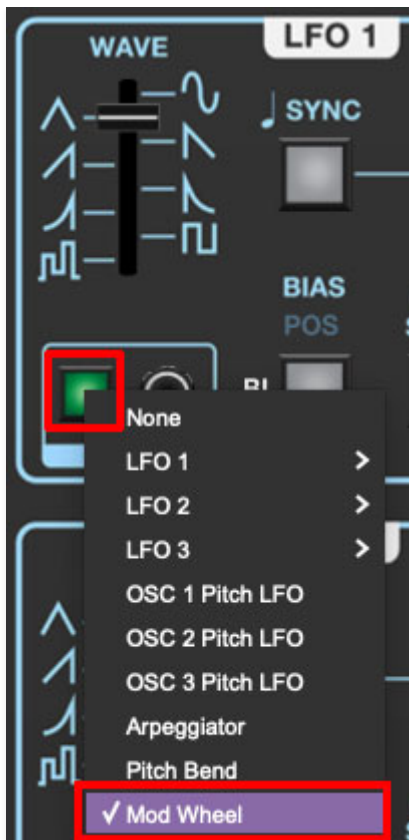 WAVE
LFO 1
SYNC
BIAS
POS
BI
None
LFO 1
LFO 2
LFO 3
OSC 1 Pitch LFO
OSC 2 Pitch LFO
OSC 3 Pitch LFO
Arpeggiator
Pitch Bend
Mod Wheel